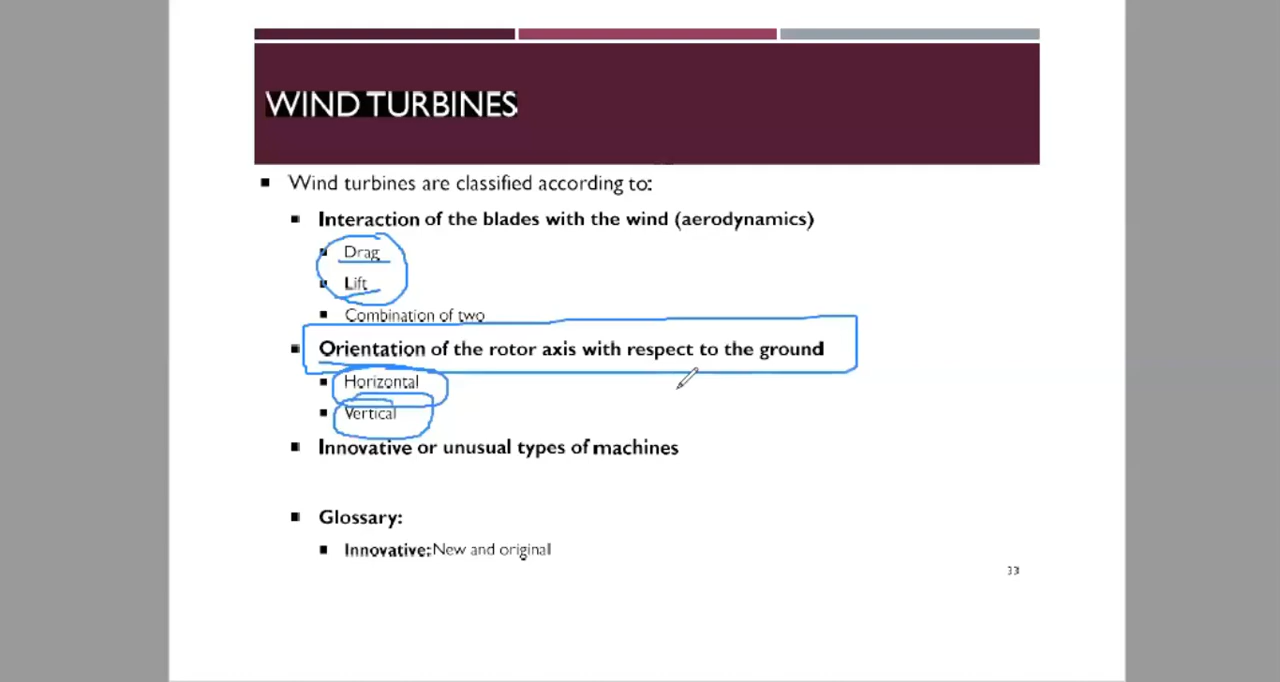 WIND TURBINES
Wind turbines are classified according to:
Interaction of the blades with the wind (aerodynamics)
Drag
Lift
Combination of two
Orientation of the rotor axis with respect to the ground
Horizontal
Vertical
Innovative or unusual types of machines
Glossary:
Innovative: New and original
33